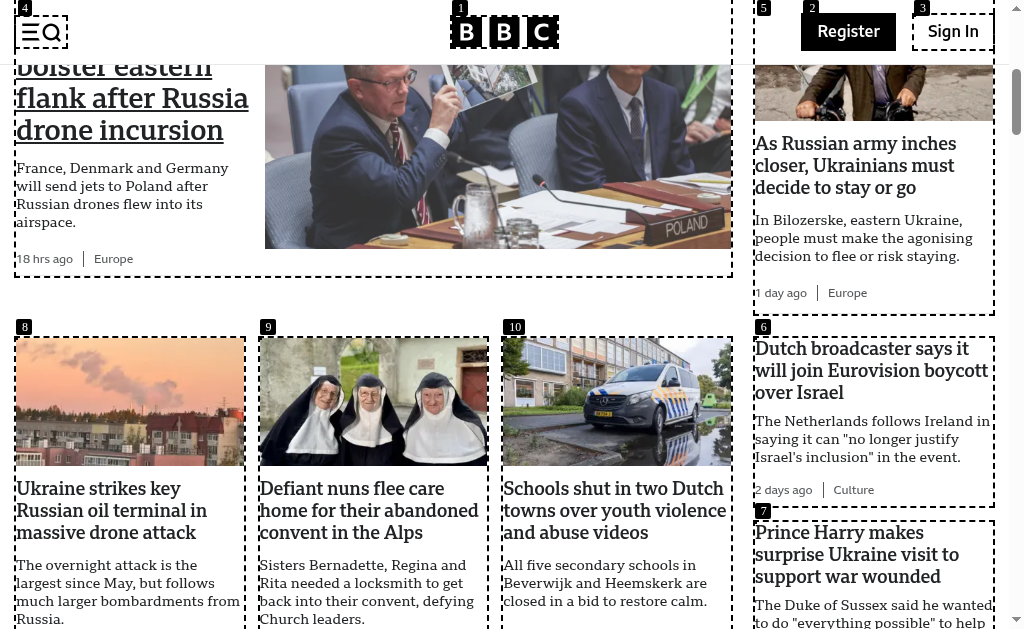 4
1
5
2
3
BBC
Register
Sign In
bolster eastern
flank after Russia
drone incursion
France, Denmark and Germany
will send jets to Poland after
Russian drones flew into its
airspace.
18 hrs ago
Europe
POLAND
As Russian army inches
closer, Ukrainians must
decide to stay or go
In Bilozerske, eastern Ukraine,
people must make the agonising
decision to flee or risk staying.
1 day ago
Europe
8
Ukraine strikes key
Russian oil terminal in
massive drone attack
The overnight attack is the
largest since May, but follows
much larger bombardments from
Russia.
9
Defiant nuns flee care
home for their abandoned
convent in the Alps
Sisters Bernadette, Regina and
Rita needed a locksmith to get
back into their convent, defying
Church leaders.
10
Schools shut in two Dutch
towns over youth violence
and abuse videos
All five secondary schools in
Beverwijk and Heemskerk are
closed in a bid to restore calm.
6
Dutch broadcaster says it
will join Eurovision boycott
over Israel
The Netherlands follows Ireland in
saying it can "no longer justify
Israel's inclusion" in the event.
2 days ago
Culture
7
Prince Harry makes
surprise Ukraine visit to
support war wounded
The Duke of Sussex said he wanted
to do "everything possible" to help